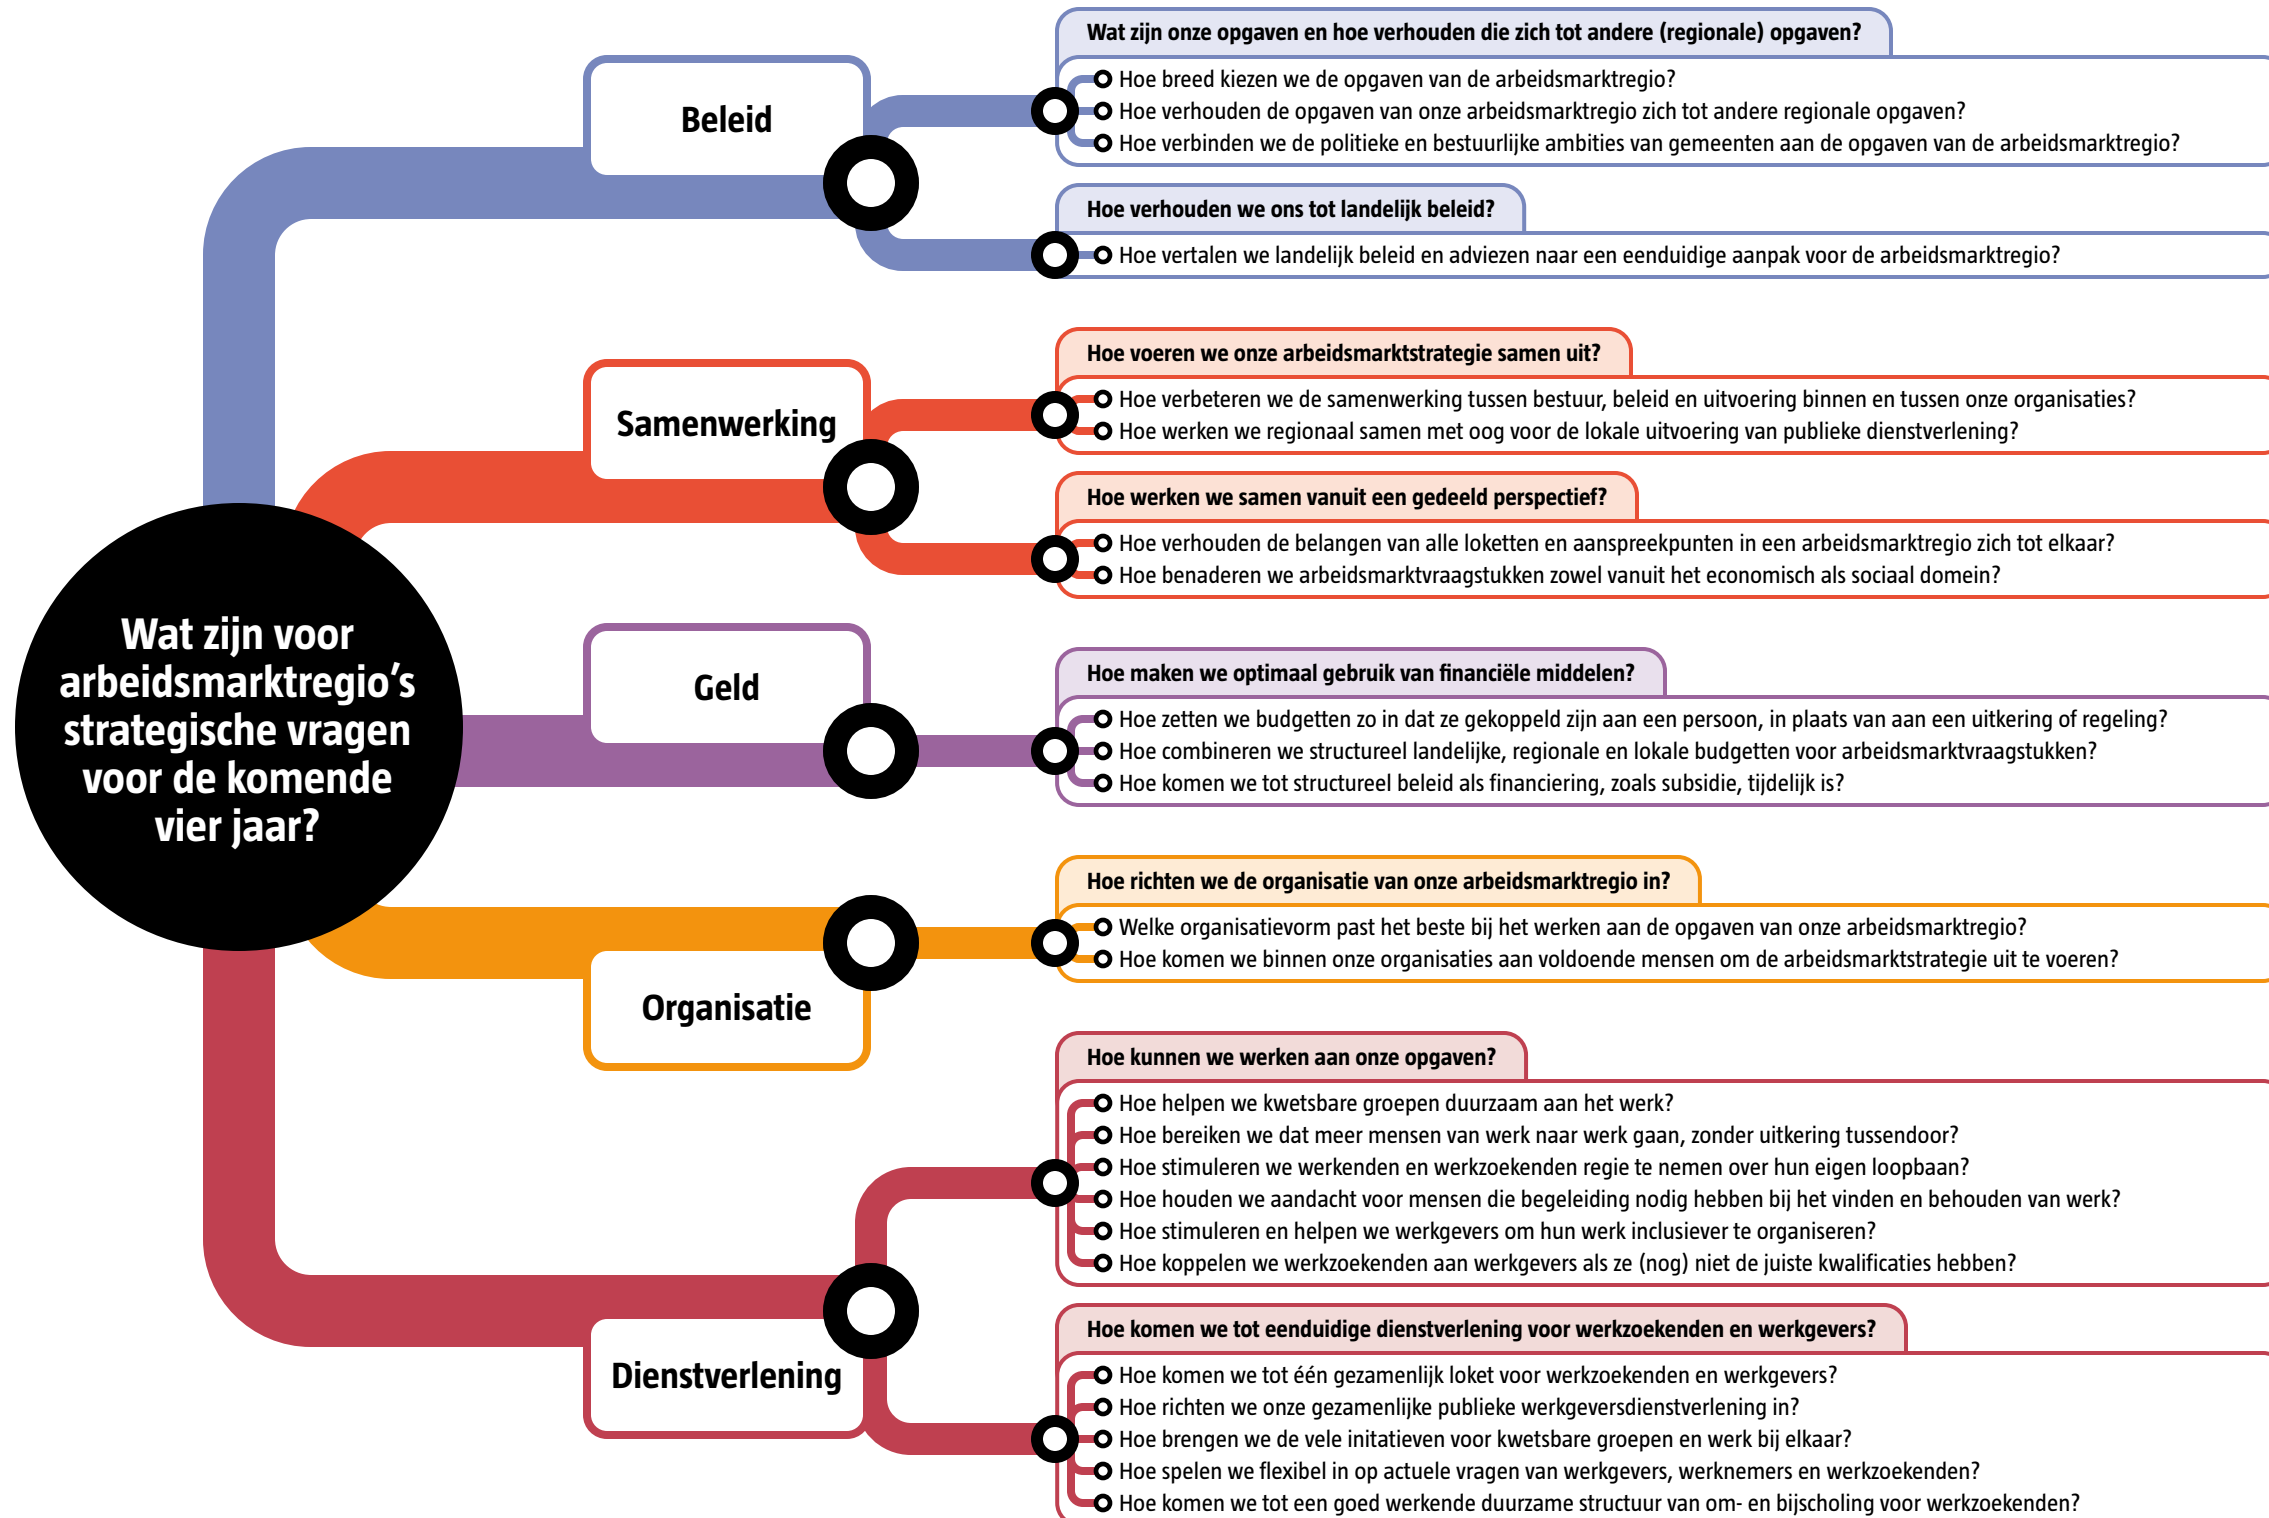 Wat zijn voor
arbeidsmarktregio's
strategische vragen
voor de komende
vier jaar?
Beleid
Wat zijn onze opgaven en hoe verhouden die zich tot andere (regionale) opgaven?
Hoe breed kiezen we de opgaven van de arbeidsmarktregio?
Hoe verhouden de opgaven van onze arbeidsmarktregio zich tot andere regionale opgaven?
Hoe verbinden we de politieke en bestuurlijke ambities van gemeenten aan de opgaven van de arbeidsmarktregio?
Hoe verhouden we ons tot landelijk beleid?
Hoe vertalen we landelijk beleid en adviezen naar een eenduidige aanpak voor de arbeidsmarktregio?
Samenwerking
Hoe voeren we onze arbeidsmarktstrategie samen uit?
Hoe verbeteren we de samenwerking tussen bestuur, beleid en uitvoering binnen en tussen onze organisaties?
Hoe werken we regionaal samen met oog voor de lokale uitvoering van publieke dienstverlening?
Hoe werken we samen vanuit een gedeeld perspectief?
Hoe verhouden de belangen van alle loketten en aanspreekpunten in een arbeidsmarktregio zich tot elkaar?
Hoe benaderen we arbeidsmarktvraagstukken zowel vanuit het economisch als sociaal domein?
Geld
Hoe maken we optimaal gebruik van financiële middelen?
Hoe zetten we budgetten zo in dat ze gekoppeld zijn aan een persoon, in plaats van aan een uitkering of regeling?
Hoe combineren we structureel landelijke, regionale en lokale budgetten voor arbeidsmarktvraagstukken?
Hoe komen we tot structureel beleid als financiering, zoals subsidie, tijdelijk is?
Organisatie
Hoe richten we de organisatie van onze arbeidsmarktregio in?
Welke organisatievorm past het beste bij het werken aan de opgaven van onze arbeidsmarktregio?
Hoe komen we binnen onze organisaties aan voldoende mensen om de arbeidsmarktstrategie uit te voeren?
Dienstverlening
Hoe kunnen we werken aan onze opgaven?
Hoe helpen we kwetsbare groepen duurzaam aan het werk?
Hoe bereiken we dat meer mensen van werk naar werk gaan, zonder uitkering tussendoor?
Hoe stimuleren we werkenden en werkzoekenden regie te nemen over hun eigen loopbaan?
Hoe houden we aandacht voor mensen die begeleiding nodig hebben bij het vinden en behouden van werk?
Hoe stimuleren en helpen we werkgevers om hun werk inclusiever te organiseren?
Hoe koppelen we werkzoekenden aan werkgevers als ze (nog) niet de juiste kwalificaties hebben?
Hoe komen we tot eenduidige dienstverlening voor werkzoekenden en werkgevers?
Hoe komen we tot één gezamenlijk loket voor werkzoekenden en werkgevers?
Hoe richten we onze gezamenlijke publieke werkgeversdienstverlening in?
Hoe brengen we de vele initatieven voor kwetsbare groepen en werk bij elkaar?
Hoe spelen we flexibel in op actuele vragen van werkgevers, werknemers en werkzoekenden?
Hoe komen we tot een goed werkende duurzame structuur van om- en bijscholing voor werkzoekenden?